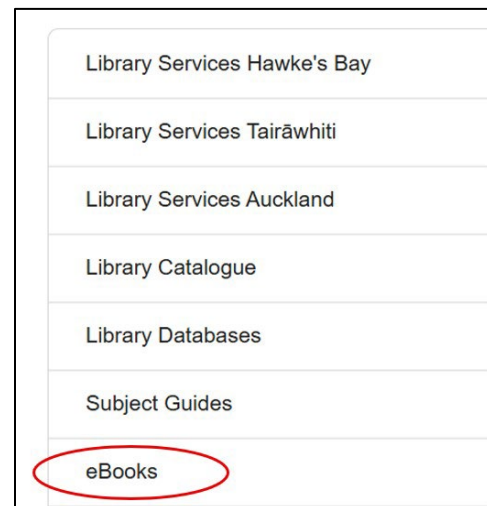 Library Services Hawke's Bay
Library Services Tairāwhiti
Library Services Auckland
Library Catalogue
Library Databases
Subject Guides
eBooks